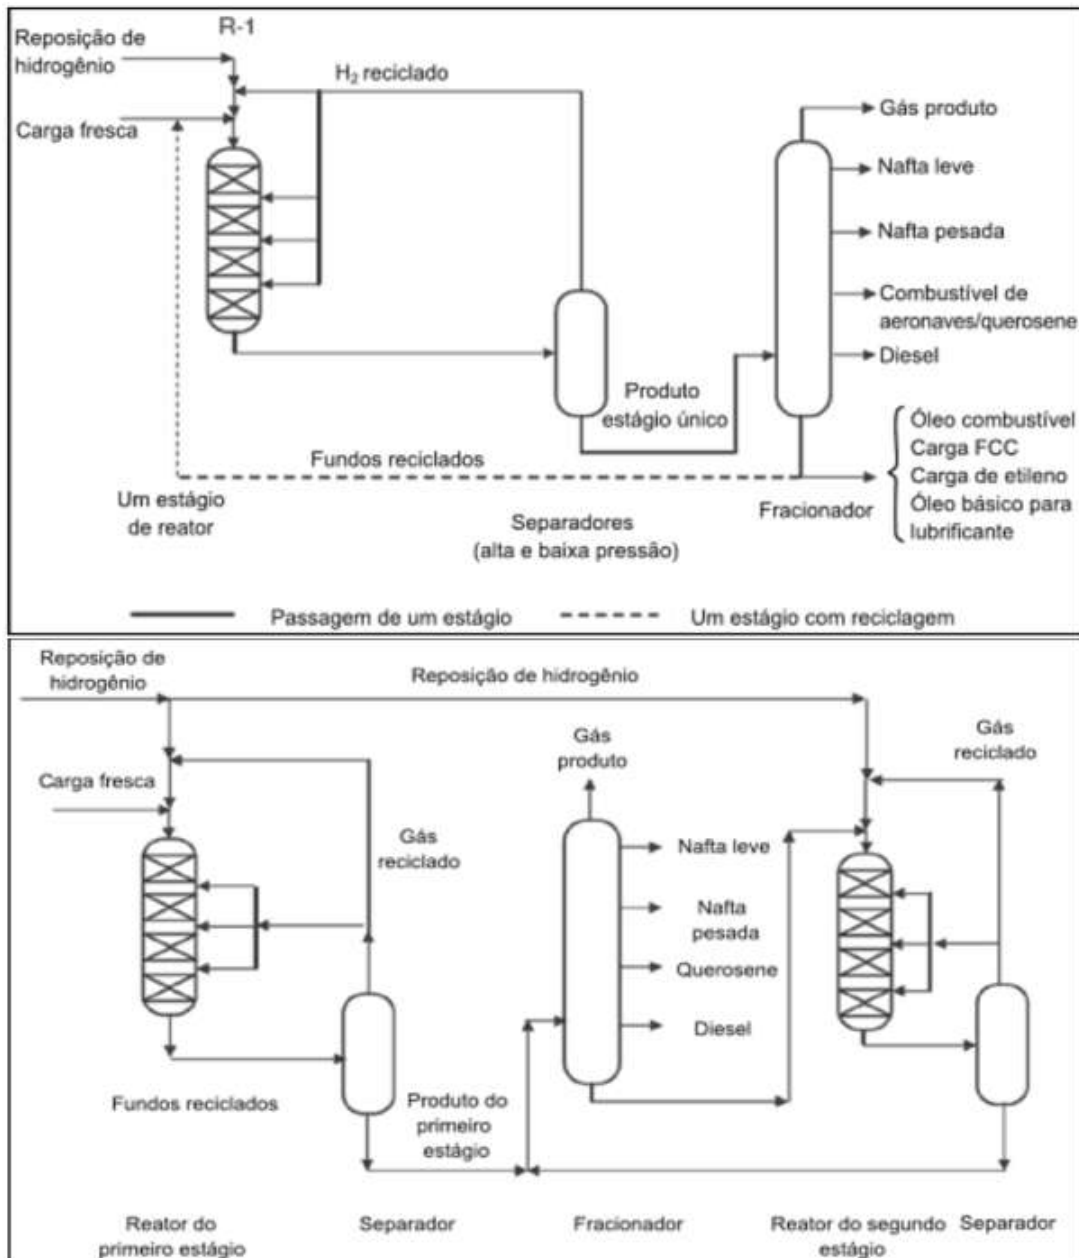 R-1
Reposição de
hidrogênio
H₂ reciclado
Carga fresca
Gás produto
Nafta leve
Nafta pesada
Combustível de
aeronaves/querosene
Diesel
Produto
estágio único
Óleo combustível
Carga FCC
Carga de etileno
Óleo básico para
lubrificante
Fundos reciclados
Um estágio
de reator
Separadores
(alta e baixa pressão)
Fracionador
Passagem de um estágio
Um estágio com reciclagem
Reposição de
hidrogênio
Reposição de hidrogênio
Gás
produto
Gás
reciclado
Carga fresca
Gás
reciclado
Nafta leve
Nafta
pesada
Querosene
Diesel
Fundos reciclados
Produto do
primeiro
estágio
Reator do
primeiro estágio
Separador
Fracionador
Reator do segundo
estágio
Separador